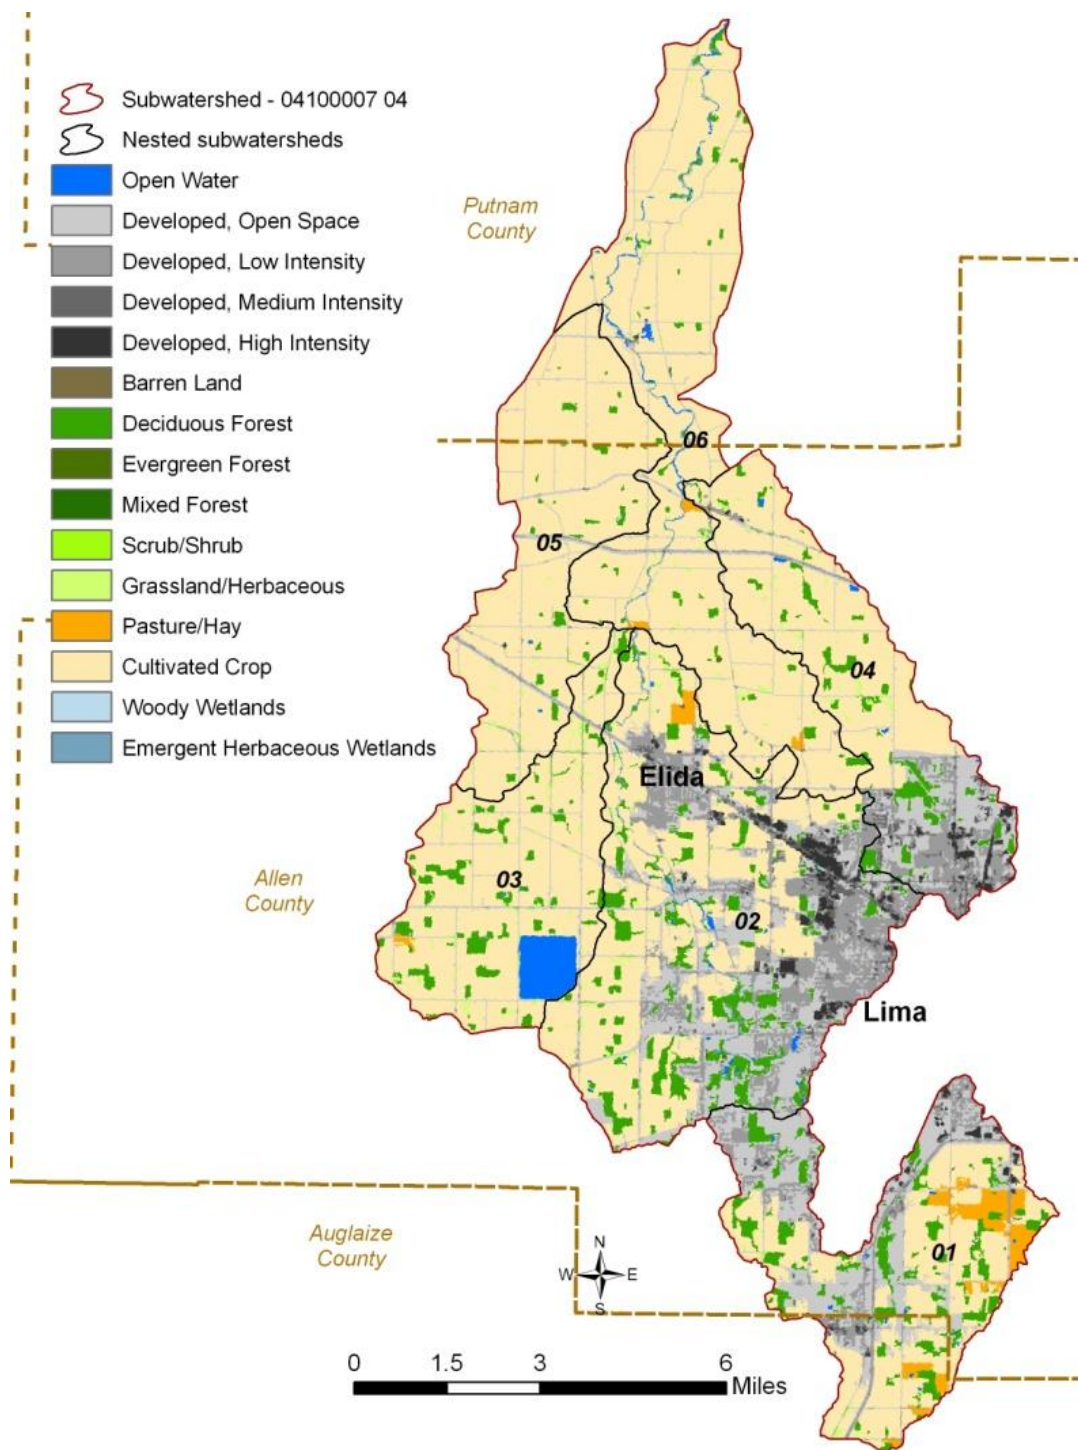 Subwatershed - 04100007 04
Nested subwatersheds
Open Water
Developed, Open Space
Developed, Low Intensity
Developed, Medium Intensity
Developed, High Intensity
Barren Land
Deciduous Forest
Evergreen Forest
Mixed Forest
Scrub/Shrub
Grassland/Herbaceous
Pasture/Hay
Cultivated Crop
Woody Wetlands
Emergent Herbaceous Wetlands
Putnam
County
06
05
04
Elida
03
02
Allen
County
Lima
01
Auglaize
County
N
W E
S
0 1.5 3 6
Miles